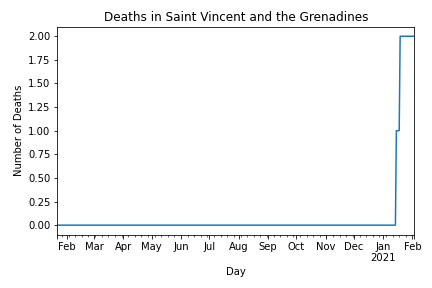 Deaths in Saint Vincent and the Grenadines
2.00
1.75
1.50
1.25
1.00
0.75
0.50
0.25
0.00
Number of Deaths
Feb Mar Apr May Jun Jul Aug Sep Oct Nov Dec Jan Feb
2021
Day